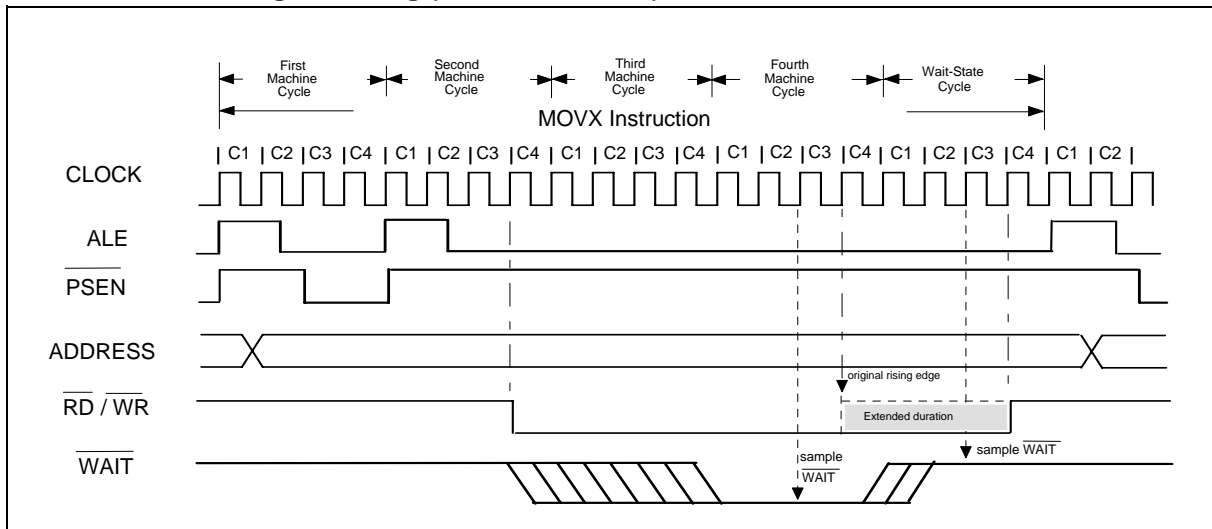 First Machine Cycle
Second Machine Cycle
Third Machine Cycle
Fourth Machine Cycle
Wait-State Cycle
MOVX Instruction
| C1 | C2 | C3 | C4 | C1 | C2 | C3 | C4 | C1 | C2 | C3 | C4 | C1 | C2 | C3 | C4 | C1 | C2 | C3 | C4 | C1 | C2 |
CLOCK
ALE
PSEN
ADDRESS
original rising edge
RD / WR
Extended duration
sample WAIT
sample WAIT
WAIT